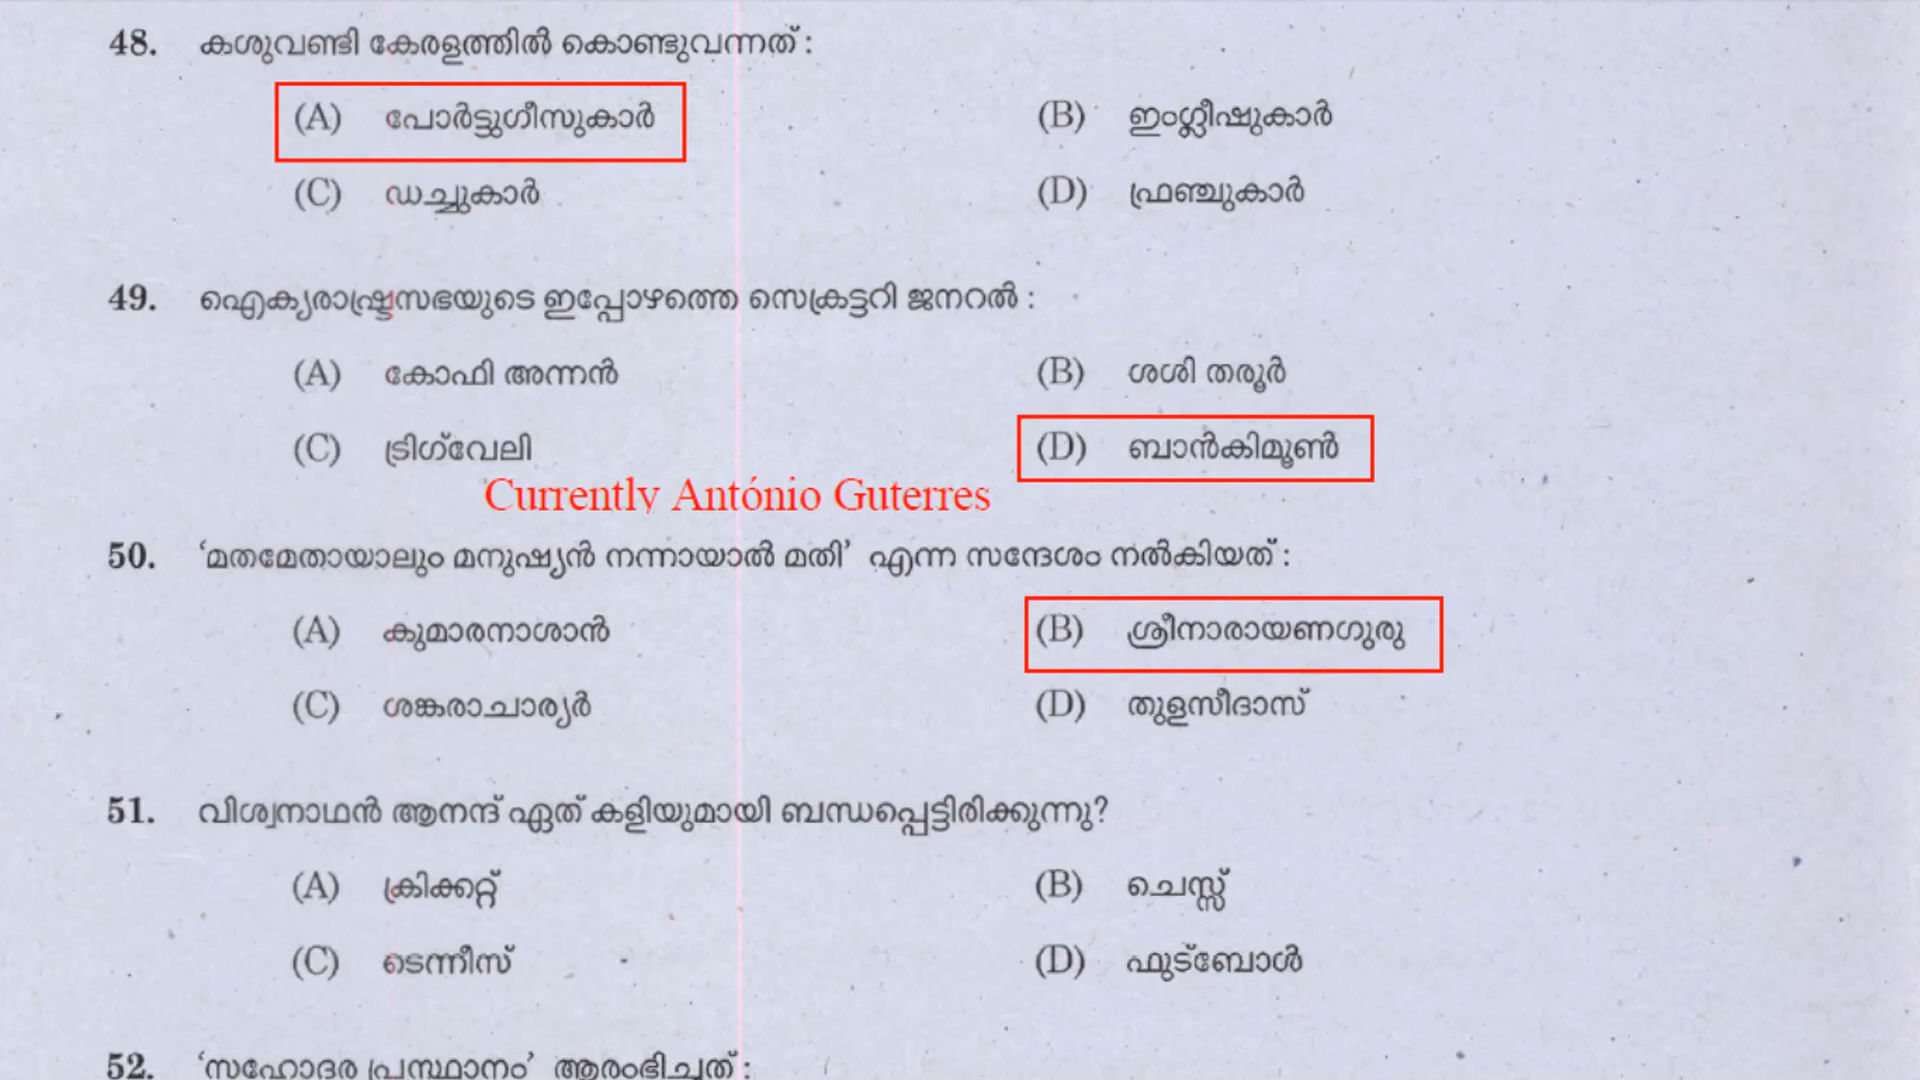 48. കശുവണ്ടി കേരളത്തിൽ കൊണ്ടുവന്നത് :
(A) പോർട്ടുഗീസുകാർ (B) ഇംഗ്ലീഷുകാർ
(C) ഡച്ചുകാർ (D) ഫ്രഞ്ചുകാർ
49. ഐക്യരാഷ്ട്രസഭയുടെ ഇപ്പോഴത്തെ സെക്രട്ടറി ജനറൽ :
(A) കോഫി അന്നൻ (B) ശശി തരൂർ
(C) ട്രിഗ്‌വേലി (D) ബാൻകിമൂൺ
Currently António Guterres
50. ‘മതമേതായാലും മനുഷ്യൻ നന്നായാൽ മതി’ എന്ന സന്ദേശം നൽകിയത് :
(A) കുമാരനാശാൻ (B) ശ്രീനാരായണഗുരു
(C) ശങ്കരാചാര്യർ (D) തുളസീദാസ്
51. വിശ്വനാഥൻ ആനന്ദ് ഏത് കളിയുമായി ബന്ധപ്പെട്ടിരിക്കുന്നു?
(A) ക്രിക്കറ്റ് (B) ചെസ്സ്
(C) ടെന്നീസ് (D) ഫുട്ബോൾ
52. ‘സഹോദര പ്രസ്ഥാനം’ ആരംഭിച്ചത് :